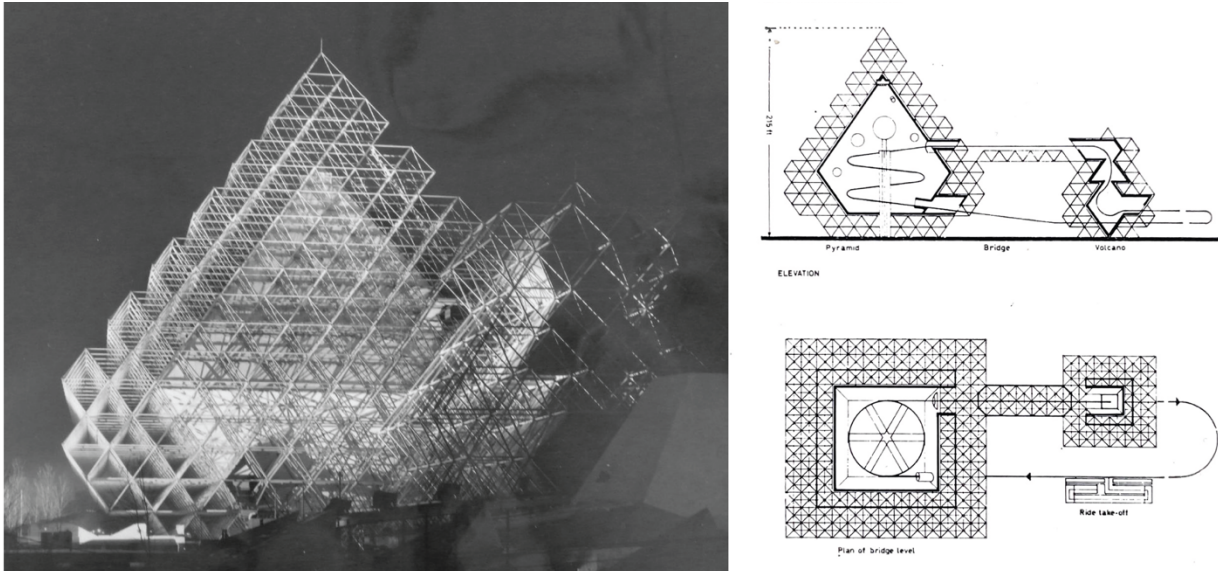 215 ft
Pyramid
Bridge
Volcano
ELEVATION
Ride take-off
Plan of bridge level